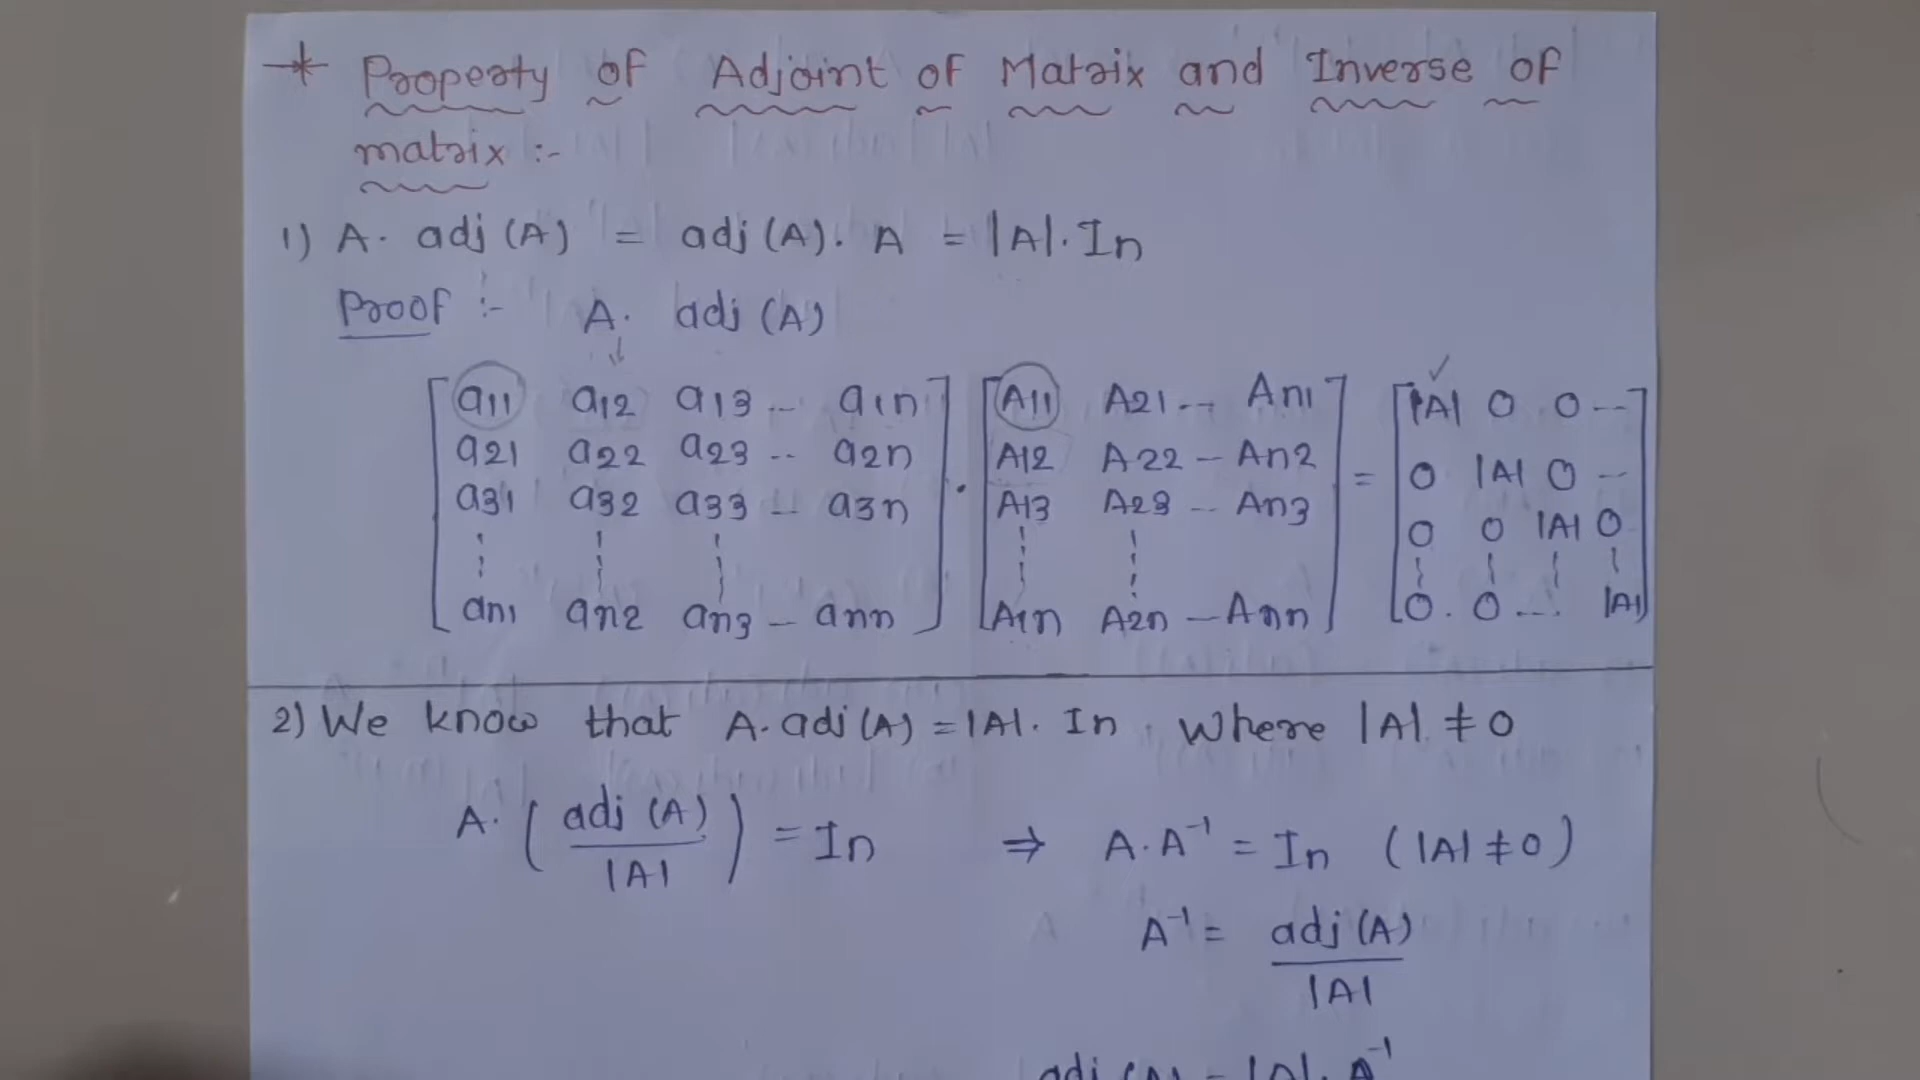 * Property of Adjoint of Matrix and Inverse of
matrix :-
1) A. adj (A) = adj (A). A = |A|. In
Proof :- A. adj (A)
↓
[a11 a12 a13 -- a1n] [A11 A21 -- An1] ✓ [|A| 0 0 --]
[a21 a22 a23 -- a2n] [A12 A22 - An2] [0 |A| 0 --]
[a31 a32 a33 -- a3n] . [A13 A23 -- An3] = [0 0 |A| 0]
[an1 an2 an3 - ann] [A1n A2n - Ann] [0. 0 ... |A|]
2) We know that A. adj (A) = |A|. In, where |A| ≠ 0
A. (adj (A) / |A|) = In ⇒ A. A⁻¹ = In (|A| ≠ 0)
A⁻¹ = adj (A) / |A|
adj (A) = |A|. A⁻¹